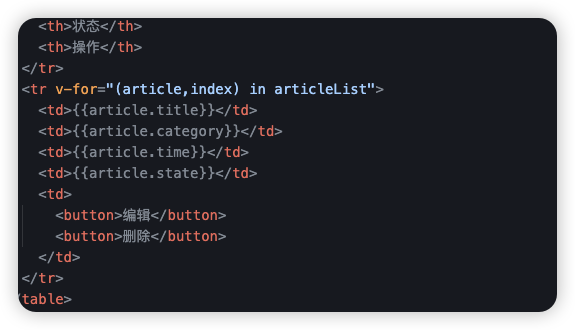 <th>状态</th>
<th>操作</th>
</tr>
<tr v-for="(article,index) in articleList">
<td>{{article.title}}</td>
<td>{{article.category}}</td>
<td>{{article.time}}</td>
<td>{{article.state}}</td>
<td>
<button>编辑</button>
<button>删除</button>
</td>
</tr>
/table>